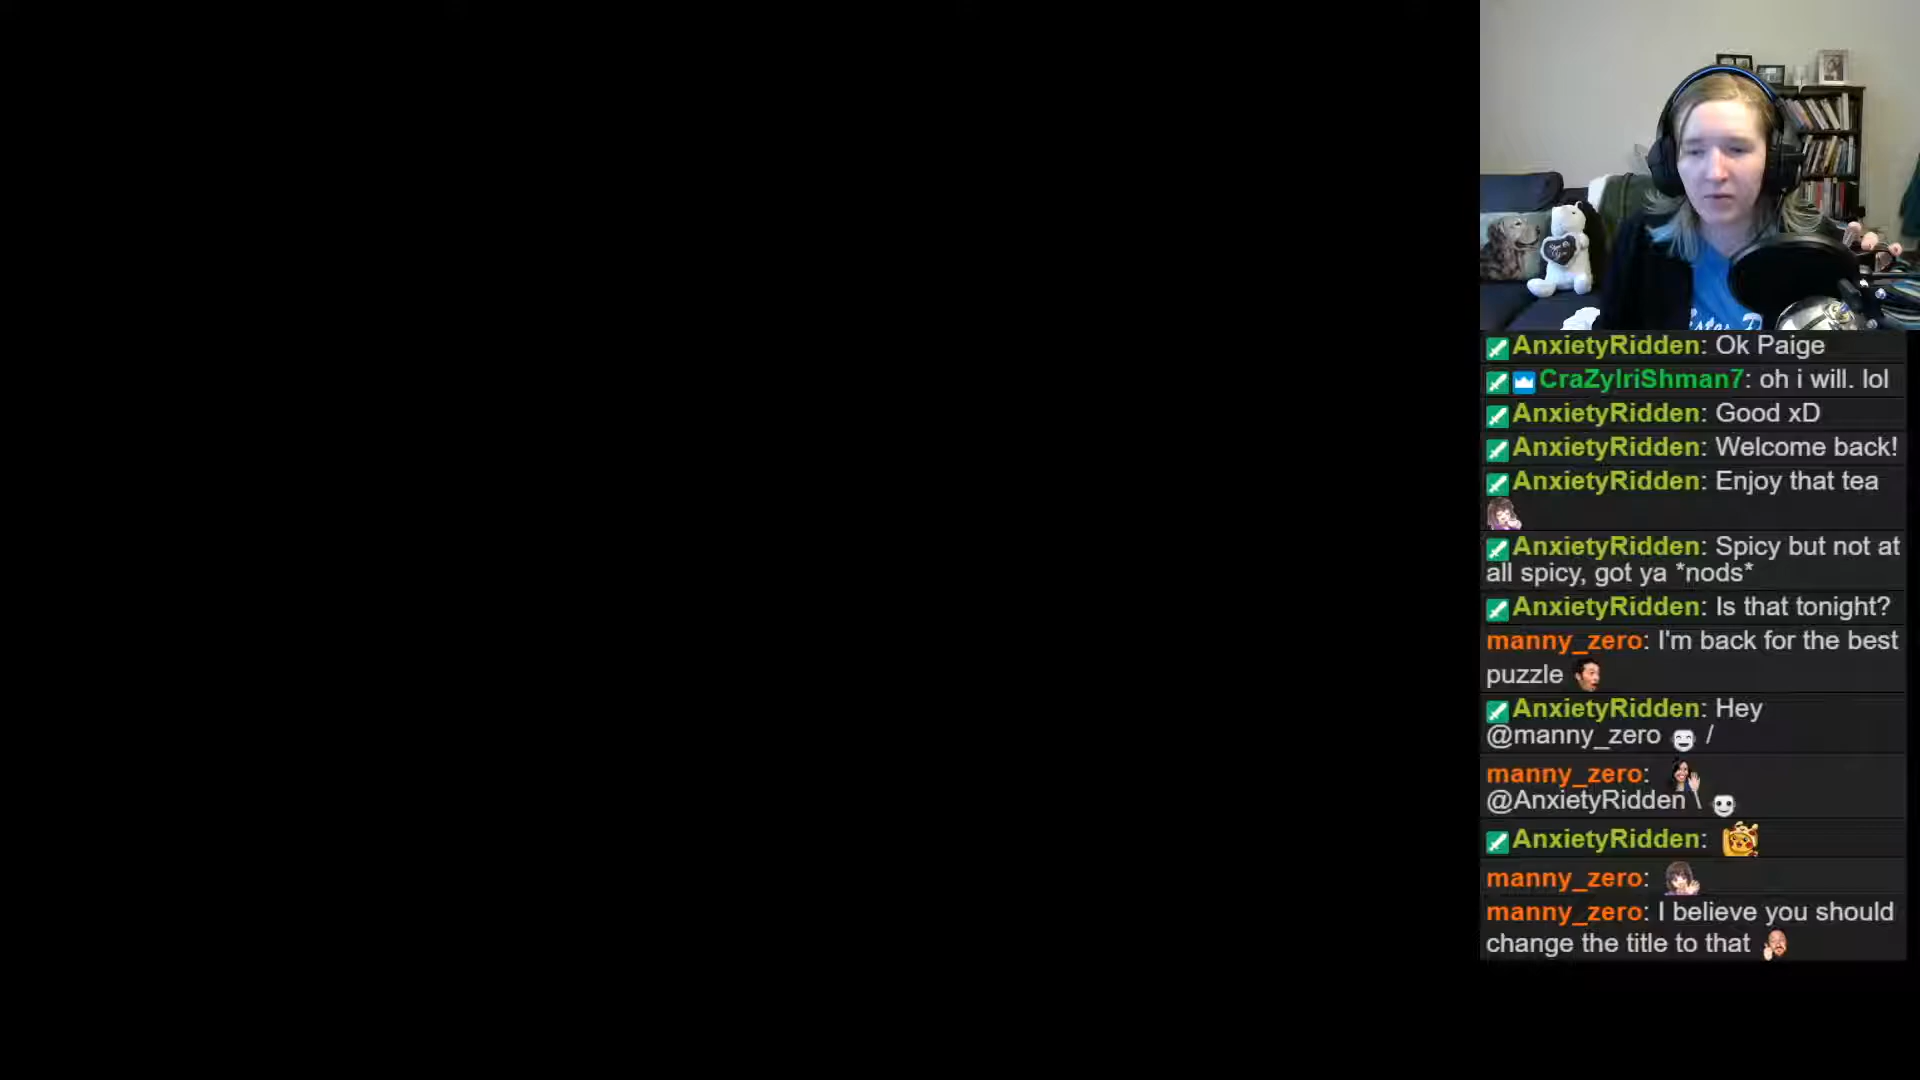 AnxietyRidden: Ok Paige
CraZyIriShman7: oh i will. lol
AnxietyRidden: Good xD
AnxietyRidden: Welcome back!
AnxietyRidden: Enjoy that tea
AnxietyRidden: Spicy but not at
all spicy, got ya *nods*
AnxietyRidden: Is that tonight?
manny_zero: I'm back for the best
puzzle
AnxietyRidden: Hey
@manny_zero /
manny_zero:
@AnxietyRidden \
AnxietyRidden:
manny_zero:
manny_zero: I believe you should
change the title to that